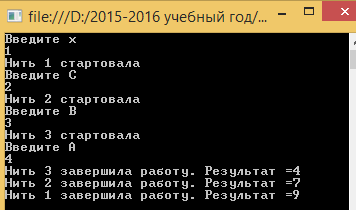 file:///D:/2015-2016 учебный год/...
Введите x
1
Нить 1 стартовала
Введите C
2
Нить 2 стартовала
Введите B
3
Нить 3 стартовала
Введите A
4
Нить 3 завершила работу. Результат =4
Нить 2 завершила работу. Результат =7
Нить 1 завершила работу. Результат =9